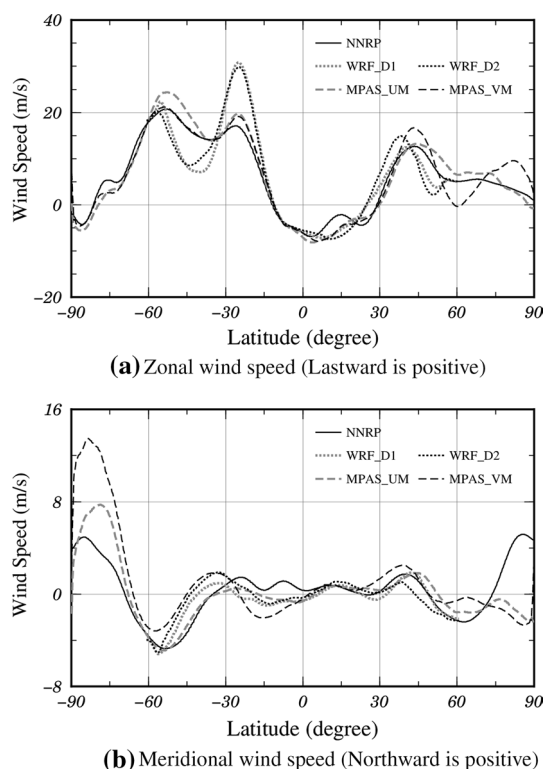 40
20
0
−20
Wind Speed (m/s)
NNRP
WRF_D1 WRF_D2
MPAS_UM MPAS_VM
−90 −60 −30 0 30 60 90
Latitude (degree)
(a) Zonal wind speed (Lastward is positive)
16
8
0
−8
Wind Speed (m/s)
NNRP
WRF_D1 WRF_D2
MPAS_UM MPAS_VM
−90 −60 −30 0 30 60 90
Latitude (degree)
(b) Meridional wind speed (Northward is positive)